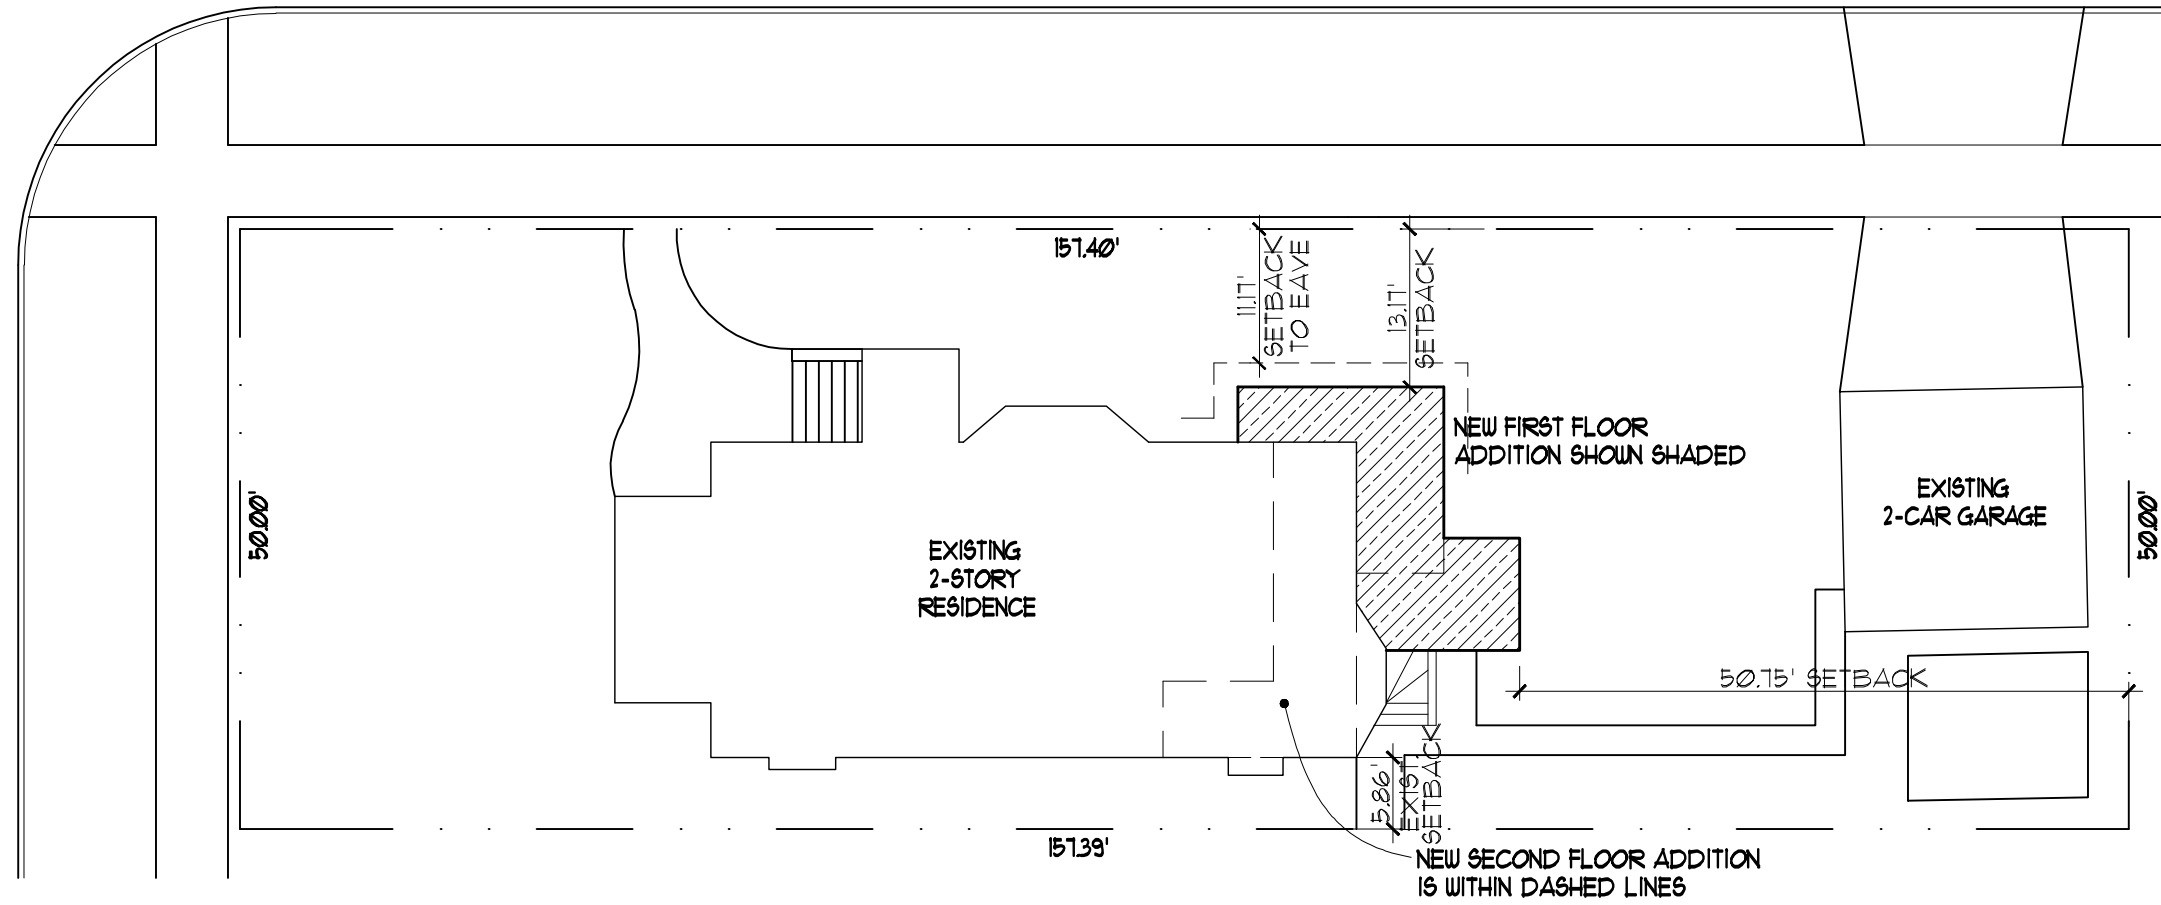 157.40'
11.17'
SETBACK
TO EAVE
13.17'
SETBACK
NEW FIRST FLOOR
ADDITION SHOWN SHADED
50.00'
EXISTING
2-STORY
RESIDENCE
EXISTING
2-CAR GARAGE
50.00'
50.75' SETBACK
5.86'
EXIST.
SETBACK
157.39'
NEW SECOND FLOOR ADDITION
IS WITHIN DASHED LINES